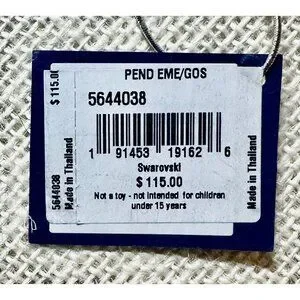 PEND EME/GOS
5644038
1 91453 19162 6
Swarovski
$ 115.00
Not a toy - not intended for children
under 15 years
$ 115.00
5644038
Made in Thailand
Made in Thailand